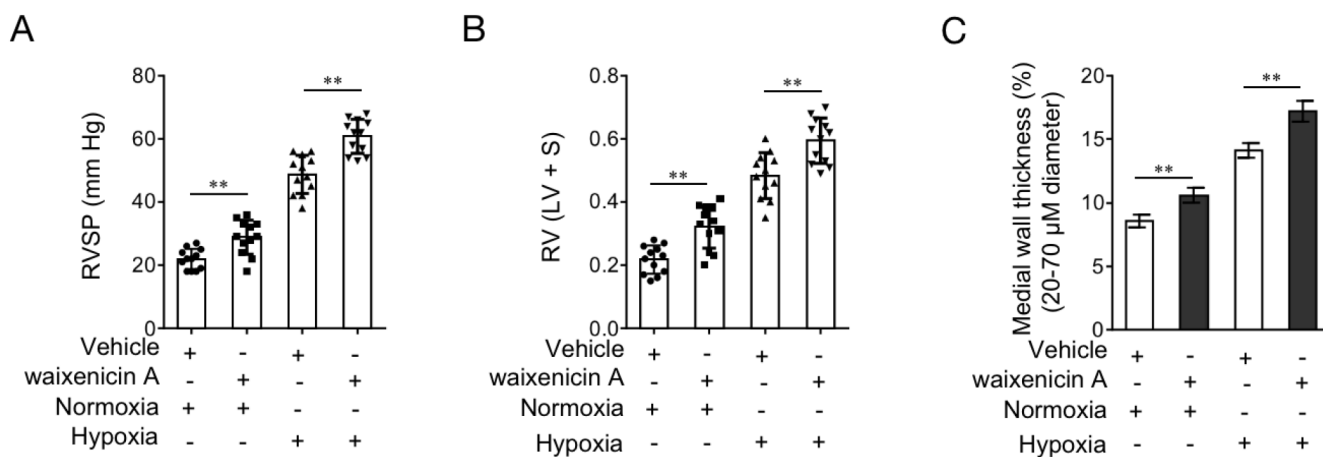 A
B
C
RVSP (mm Hg)
80
60
40
20
0
**
**
Vehicle + - + -
waixenicin A - + - +
Normoxia + + - -
Hypoxia - - + +
RV (LV + S)
0.8
0.6
0.4
0.2
0.0
**
**
Vehicle + - + -
waixenicin A - + - +
Normoxia + + - -
Hypoxia - - + +
Medial wall thickness (%)
(20-70 µM diameter)
20
15
10
5
0
**
**
Vehicle + - + -
waixenicin A - + - +
Normoxia + + - -
Hypoxia - - + +